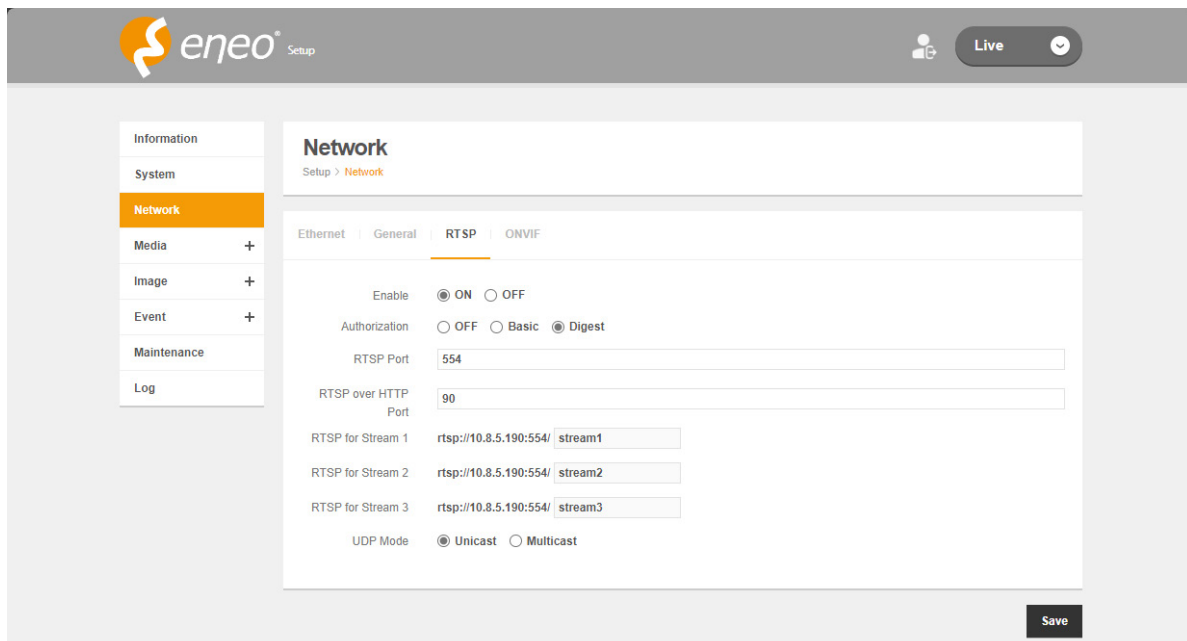 eneo® Setup
Live
Information
System
Network
Media +
Image +
Event +
Maintenance
Log
Network
Setup > Network
Ethernet General RTSP ONVIF
Enable ON OFF
Authorization OFF Basic Digest
RTSP Port 554
RTSP over HTTP
Port 90
RTSP for Stream 1 rtsp://10.8.5.190:554/ stream1
RTSP for Stream 2 rtsp://10.8.5.190:554/ stream2
RTSP for Stream 3 rtsp://10.8.5.190:554/ stream3
UDP Mode Unicast Multicast
Save